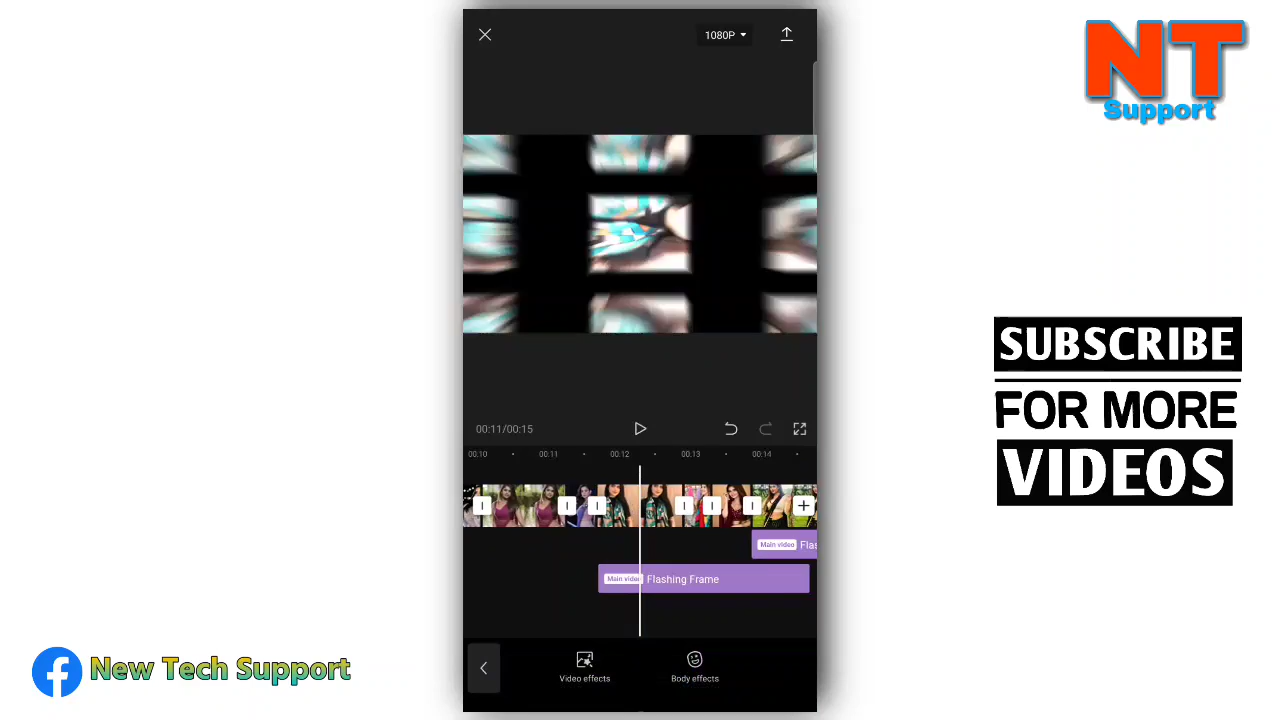 1080P
NT
Support
SUBSCRIBE
FOR MORE
VIDEOS
00:11/00:15
00:10
00:11
00:12
00:13
00:14
Main video Flas
Main video Flashing Frame
Video effects
Body effects
New Tech Support